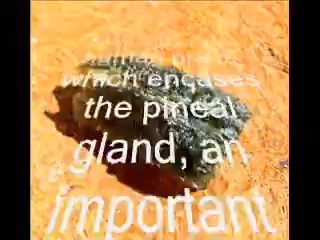 which encases
the pineal
gland, an
important